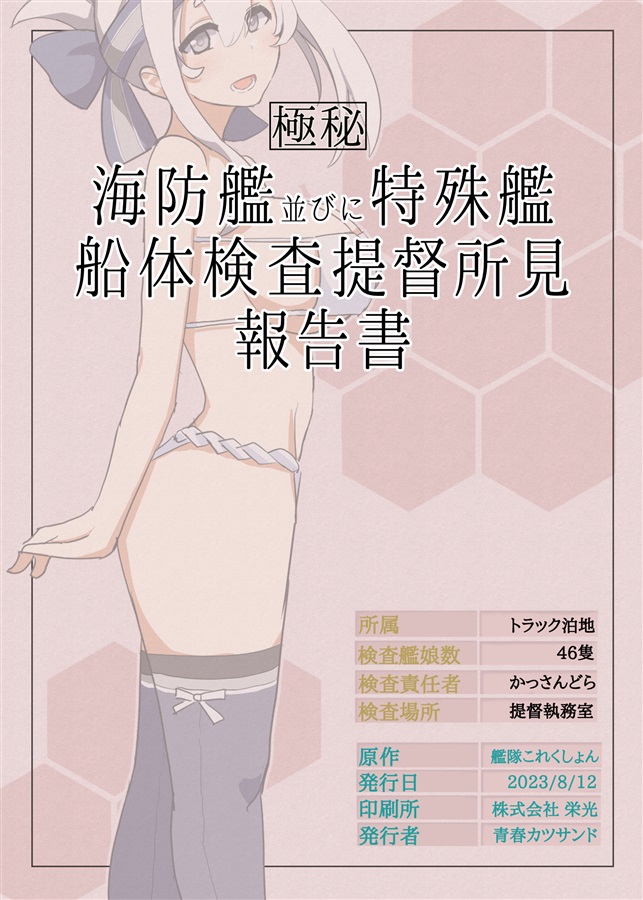 極秘
海防艦並びに特殊艦
船体検査提督所見
報告書
所属 トラック泊地
検査艦娘数 46隻
検査責任者 かっさんどら
検査場所 提督執務室
原作 艦隊これくしょん
発行日 2023/8/12
印刷所 株式会社 栄光
発行者 青春カツサンド